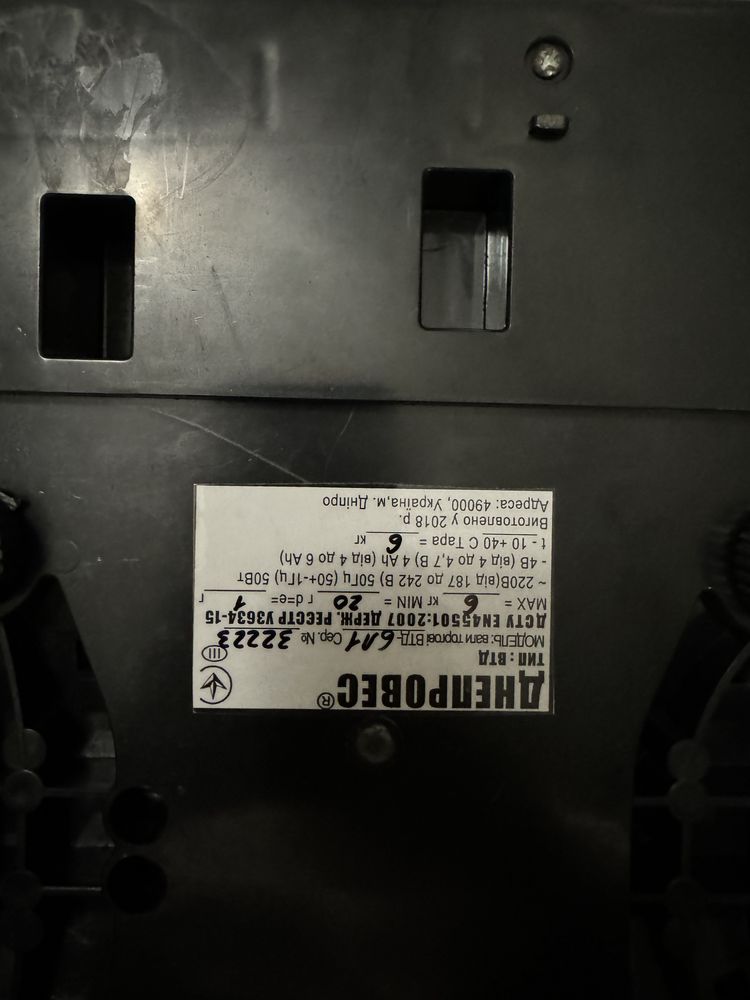 ДНЕПРОВЕС®
ТИП: ВТД
МОДЕЛЬ: ваги торгові ВТД-6Л1 Сер. № 32223
III
ДСТУ EN45501:2007 ДЕРЖ. РЕССТР У3634-15
MAX = 6 кг MIN = 20 г d=e= 1 г
~ 220В(від 187 до 242 В) 50Гц (50+-1Гц) 50Вт
- 4В (від 4 до 4,7 В) 4 Ah (від 4 до 6 Ah)
t - 10 +40 С Тара = 6 кг
Виготовлено у 2018 р.
Адреса: 49000, Україна,м. Дніпро